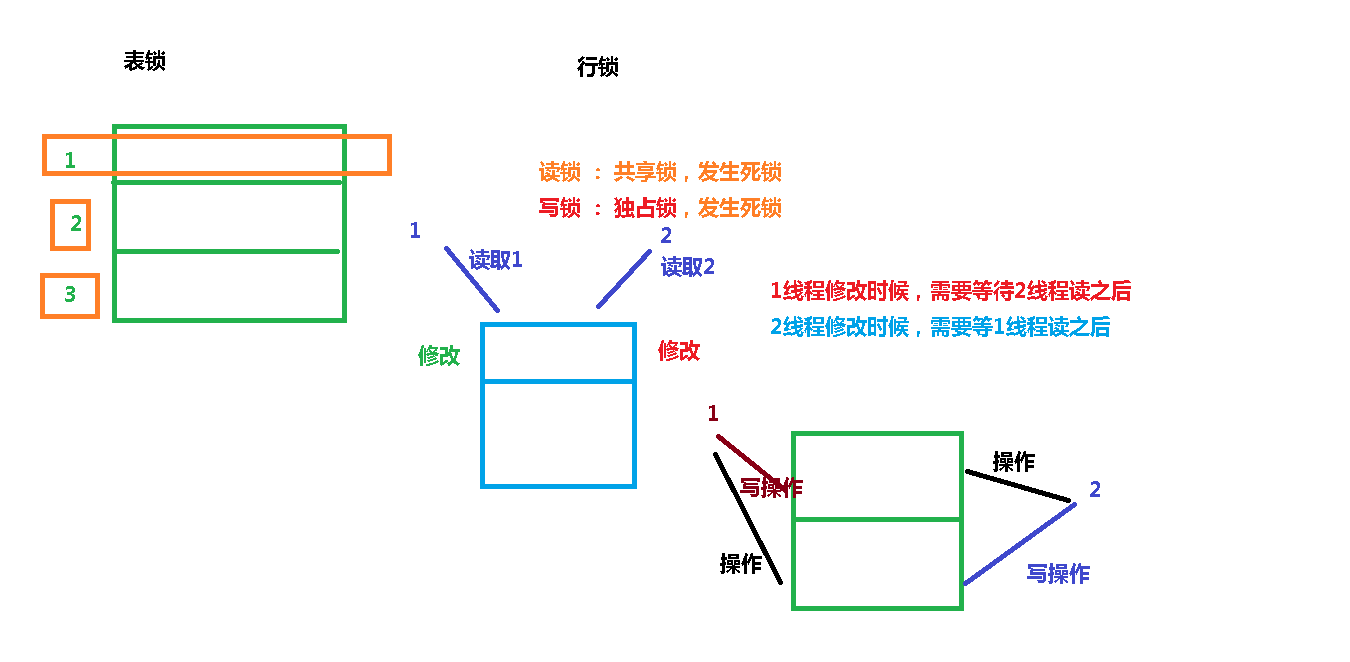 表锁
行锁
1
2
3
读锁 ： 共享锁，发生死锁
写锁 ： 独占锁，发生死锁
1
2
读取1
读取2
修改
修改
1线程修改时候，需要等待2线程读之后
2线程修改时候，需要等1线程读之后
1
写操作
操作
操作
2
写操作